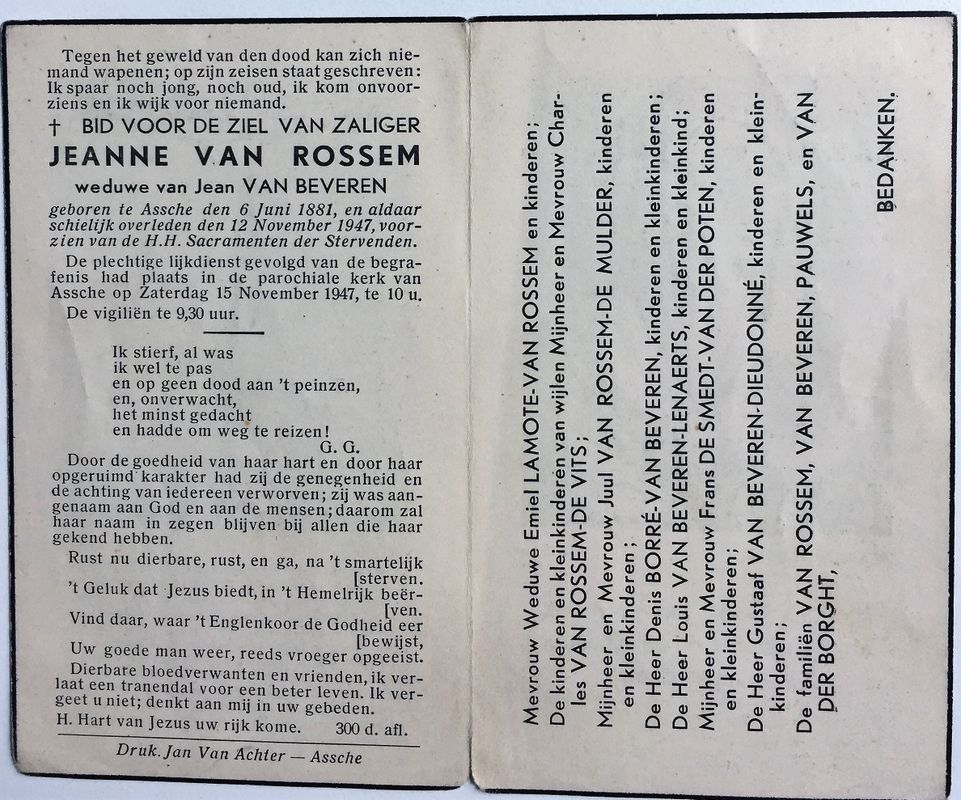 Tegen het geweld van den dood kan zich nie-
mand wapenen; op zijn zeisen staat geschreven:
Ik spaar noch jong, noch oud, ik kom onvoor-
ziens en ik wijk voor niemand.
† BID VOOR DE ZIEL VAN ZALIGER
JEANNE VAN ROSSEM
weduwe van Jean VAN BEVEREN
geboren te Assche den 6 Juni 1881, en aldaar
schielijk overleden den 12 November 1947, voor-
zien van de H.H. Sacramenten der Stervenden.
De plechtige lijkdienst gevolgd van de begra-
fenis had plaats in de parochiale kerk van
Assche op Zaterdag 15 November 1947, te 10 u.
De vigiliën te 9,30 uur.
Ik stierf, al was
ik wel te pas
en op geen dood aan 't peinzen,
en, onverwacht,
het minst gedacht
en hadde om weg te reizen!
G. G.
Door de goedheid van haar hart en door haar
opgeruimd karakter had zij de genegenheid en
de achting van iedereen verworven; zij was aan-
genaam aan God en aan de mensen; daarom zal
haar naam in zegen blijven bij allen die haar
gekend hebben.
Rust nu dierbare, rust, en ga, na 't smartelijk
[sterven.
't Geluk dat Jezus biedt, in 't Hemelrijk beër-
[ven.
Vind daar, waar 't Englenkoor de Godheid eer
[bewijst,
Uw goede man weer, reeds vroeger opgeeist.
Dierbare bloedverwanten en vrienden, ik ver-
laat een tranendal voor een beter leven. Ik ver-
geet u niet; denkt aan mij in uw gebeden.
H. Hart van Jezus uw rijk kome. 300 d. afl.
Druk. Jan Van Achter — Assche
Mevrouw Weduwe Emiel LAMOTE-VAN ROSSEM en kinderen;
De kinderen en kleinkinderen van wijlen Mijnheer en Mevrouw Char-
les VAN ROSSEM-DE VITS;
Mijnheer en Mevrouw Juul VAN ROSSEM-DE MULDER, kinderen
en kleinkinderen;
De Heer Denis BORRÉ-VAN BEVEREN, kinderen en kleinkinderen;
De Heer Louis VAN BEVEREN-LENAERTS, kinderen en kleinkind;
Mijnheer en Mevrouw Frans DE SMEDT-VAN DER POTEN, kinderen
en kleinkinderen;
De Heer Gustaaf VAN BEVEREN-DIEUDONNÉ, kinderen en klein-
kinderen;
De familiën VAN ROSSEM, VAN BEVEREN, PAUWELS, en VAN
DER BORGHT,
BEDANKEN.